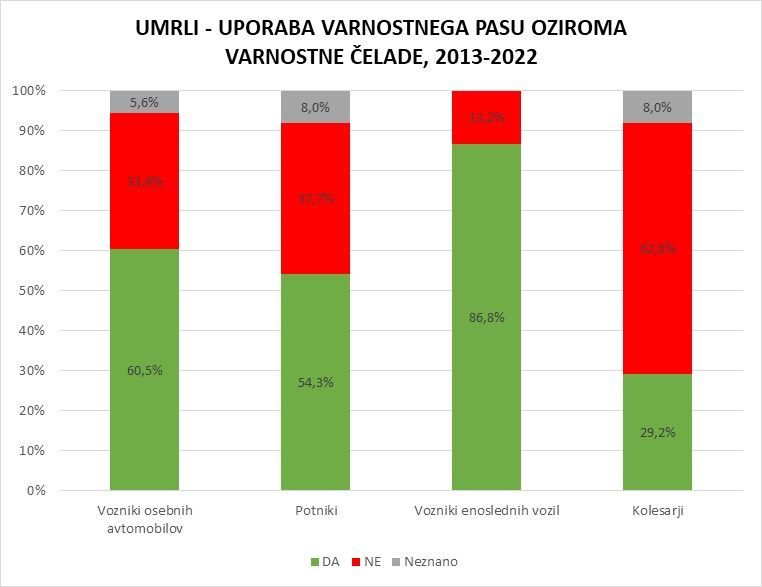 UMRLI - UPORABA VARNOSTNEGA PASU OZIROMA
VARNOSTNE ČELADE, 2013-2022
100%
90%
80%
70%
60%
50%
40%
30%
20%
10%
0%
5,6%
8,0%
13,2%
8,0%
33,8%
37,7%
62,8%
60,5%
54,3%
86,8%
29,2%
Vozniki osebnih
avtomobilov
Potniki
Vozniki enoslednih vozil
Kolesarji
DA
NE
Neznano